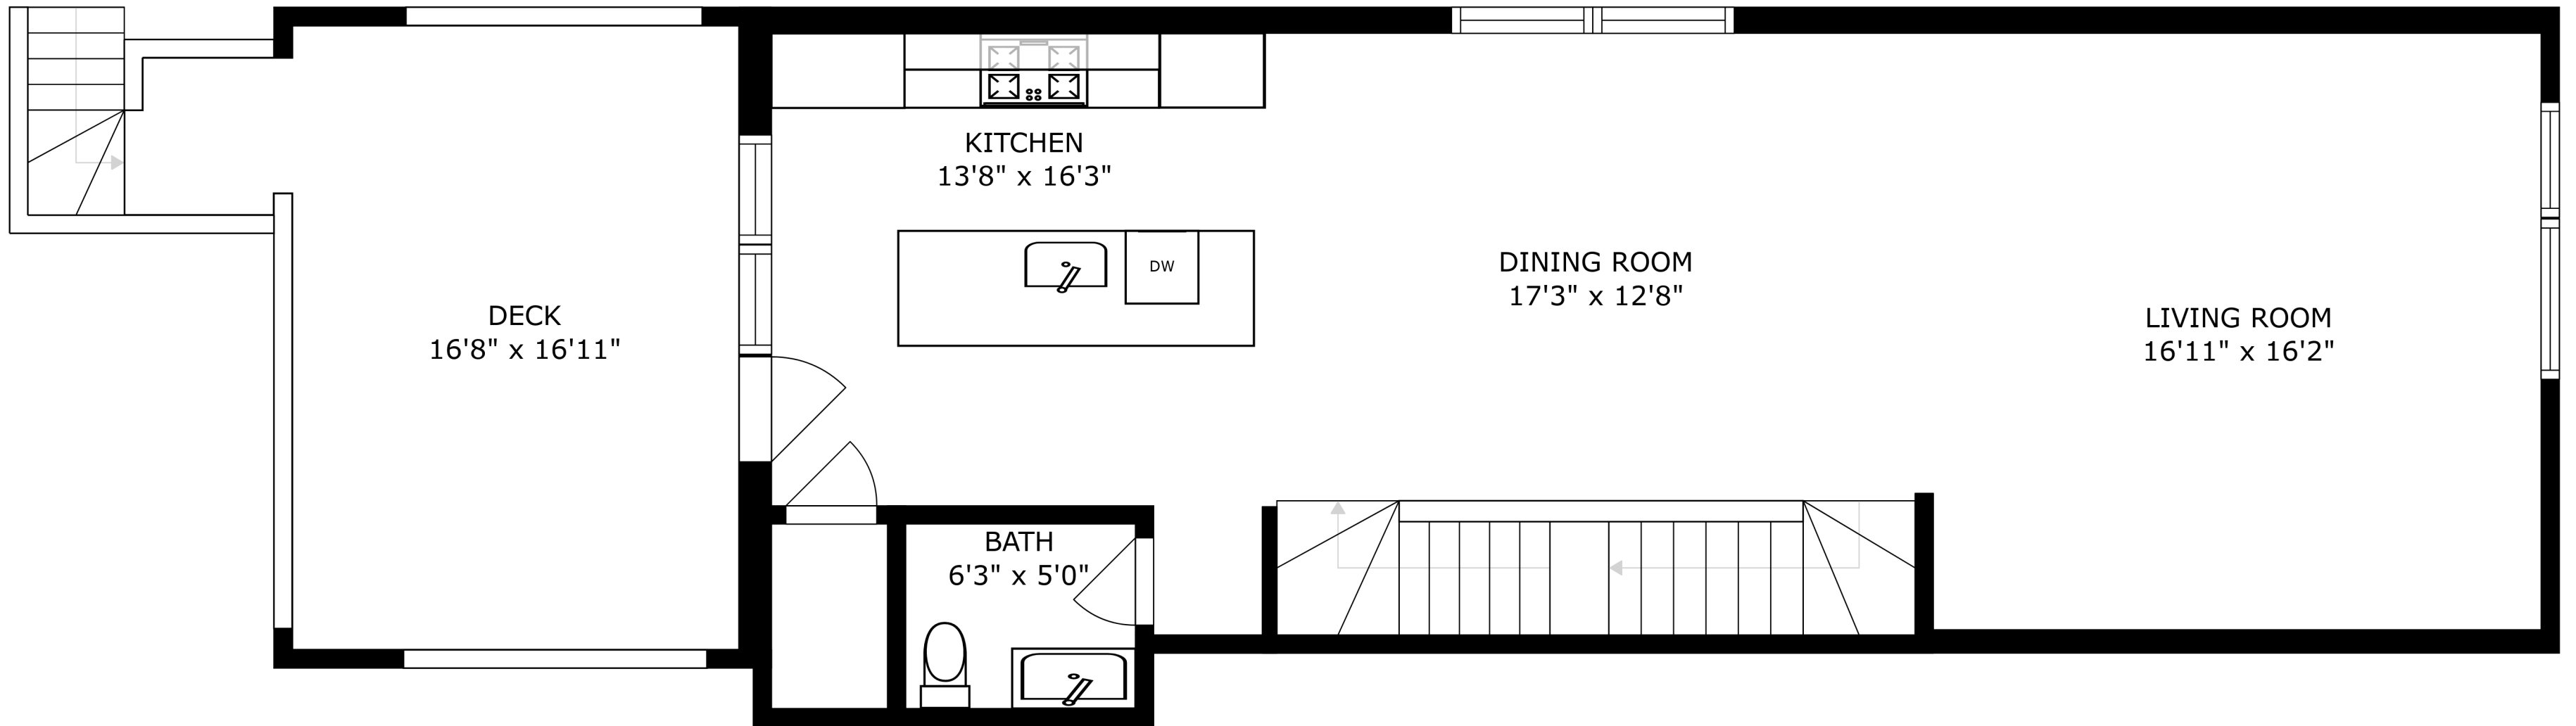 KITCHEN
13'8" x 16'3"
DW
DINING ROOM
17'3" x 12'8"
DECK
16'8" x 16'11"
LIVING ROOM
16'11" x 16'2"
BATH
6'3" x 5'0"